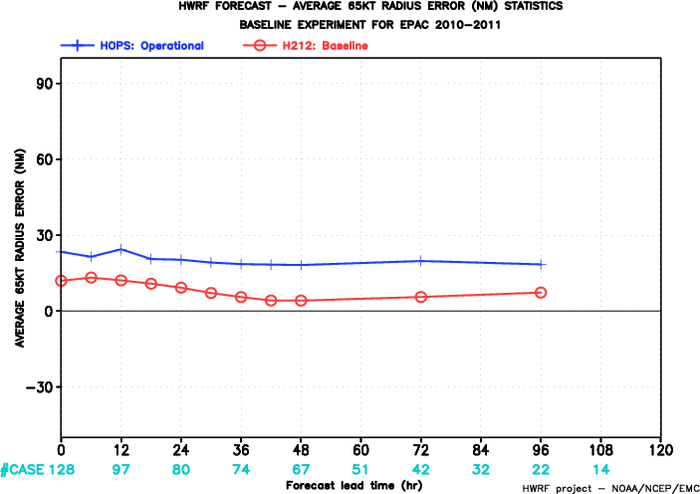 HWRF FORECAST – AVERAGE 65KT RADIUS ERROR (NM) STATISTICS
BASELINE EXPERIMENT FOR EPAC 2010–2011
HOPS: Operational H212: Baseline
AVERAGE 65KT RADIUS ERROR (NM)
90
60
30
0
–30
0 12 24 36 48 60 72 84 96 108 120
#CASE 128 97 80 74 67 51 42 32 22 14
Forecast lead time (hr)
HWRF project – NOAA/NCEP/EMC